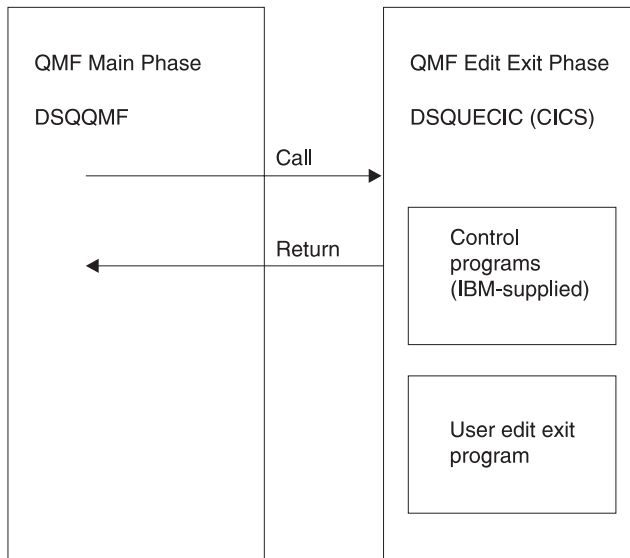 QMF Main Phase
DSQQMF
QMF Edit Exit Phase
DSQUECIC (CICS)
Call
Return
Control
programs
(IBM-supplied)
User edit exit
program